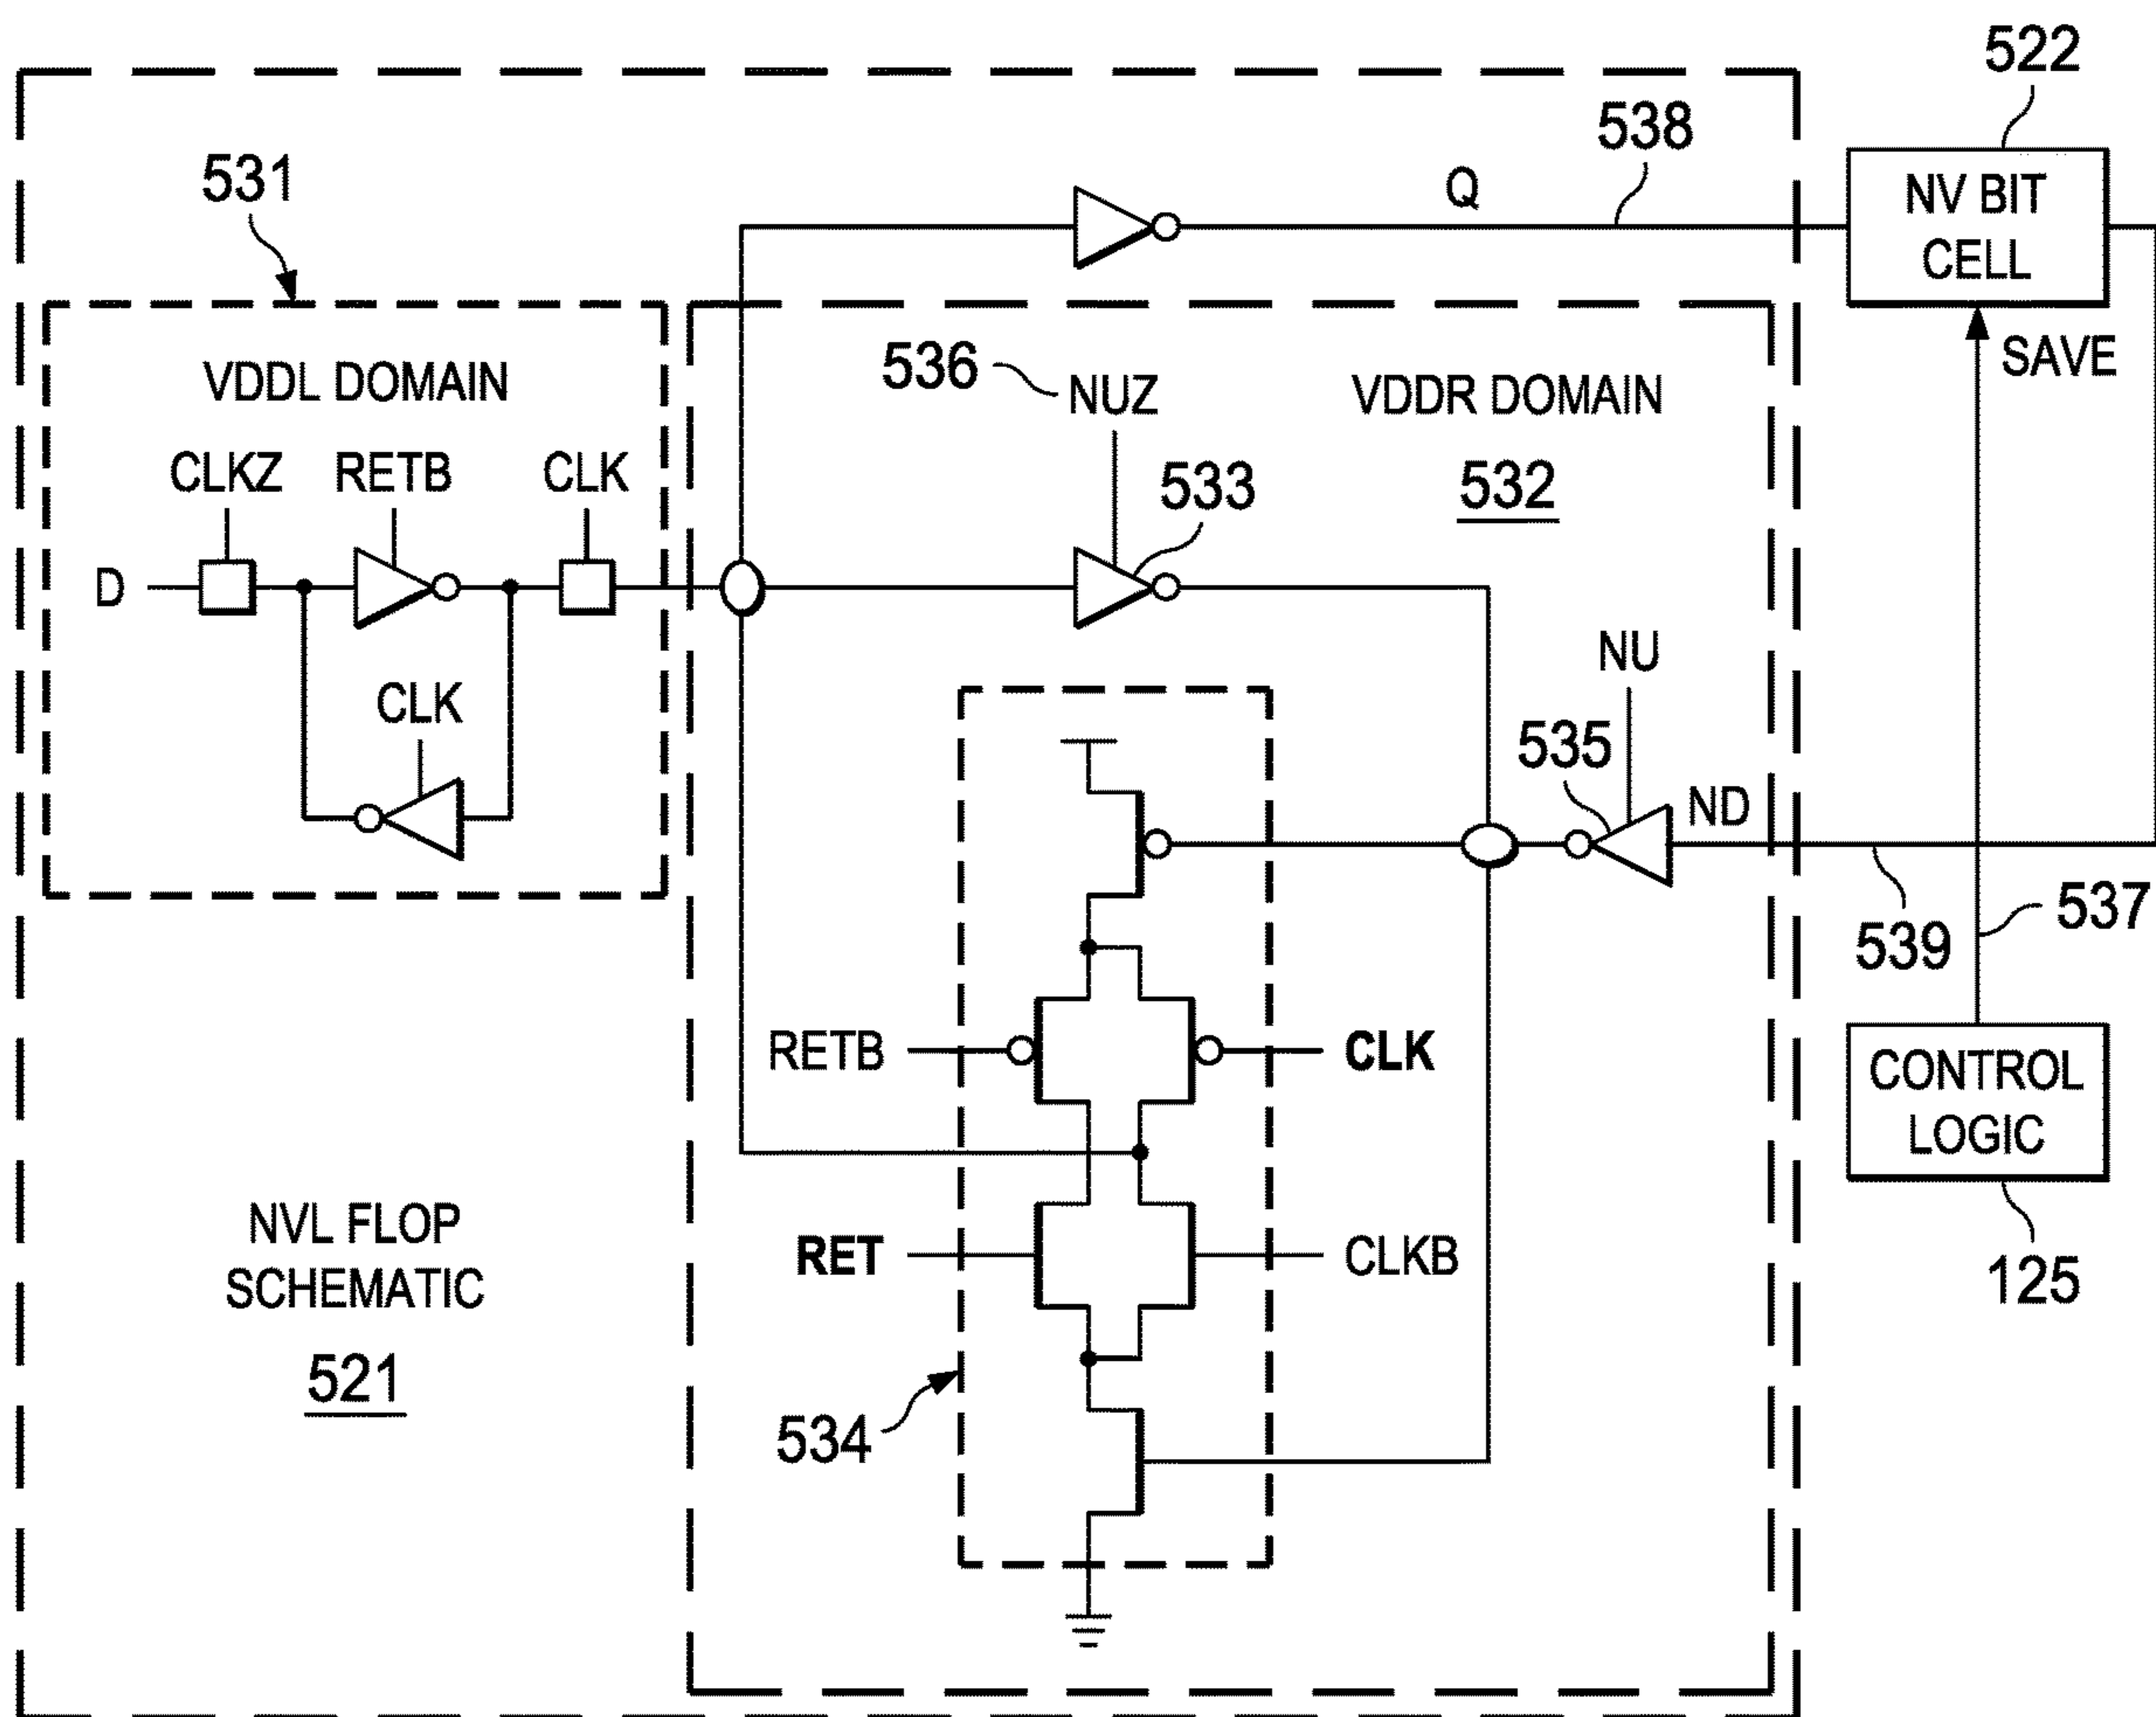 522
538
531
Q
NV BIT
CELL
SAVE
VDDL DOMAIN
536
NUZ
VDDR DOMAIN
532
CLKZ
RETB
CLK
533
D
NU
CLK
535
ND
537
539
RETB
CLK
CONTROL
LOGIC
NVL FLOP
SCHEMATIC
521
RET
CLKB
125
534